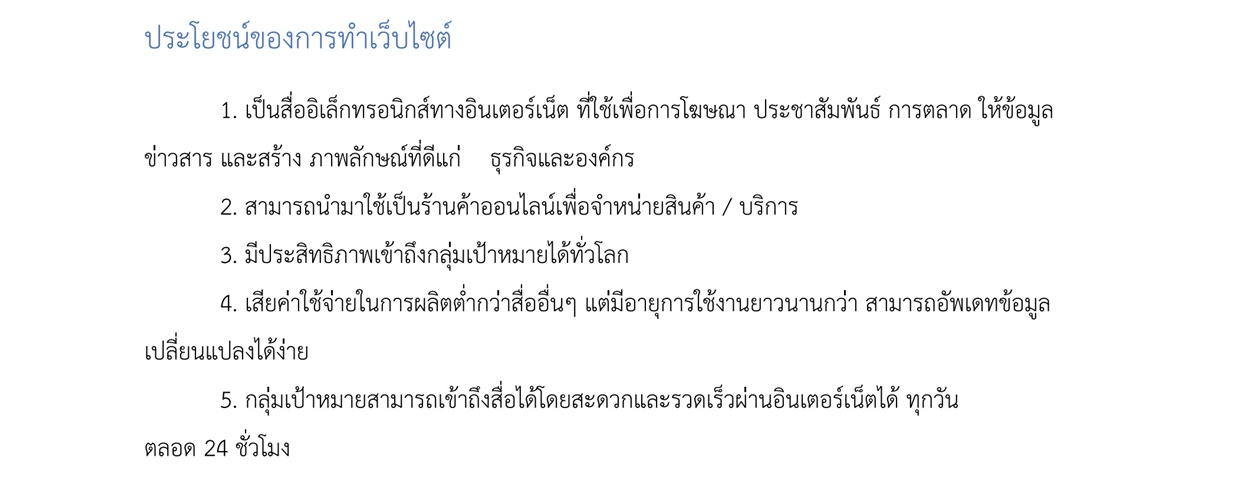 ประโยชน์ของการทำเว็บไซต์
1. เป็นสื่ออิเล็กทรอนิกส์ทางอินเตอร์เน็ต ที่ใช้เพื่อการโฆษณา ประชาสัมพันธ์ การตลาด ให้ข้อมูล
ข่าวสาร และสร้าง ภาพลักษณ์ที่ดีแก่ ธุรกิจและองค์กร
2. สามารถนำมาใช้เป็นร้านค้าออนไลน์เพื่อจำหน่ายสินค้า / บริการ
3. มีประสิทธิภาพเข้าถึงกลุ่มเป้าหมายได้ทั่วโลก
4. เสียค่าใช้จ่ายในการผลิตต่ำกว่าสื่ออื่นๆ แต่มีอายุการใช้งานยาวนานกว่า สามารถอัพเดทข้อมูล
เปลี่ยนแปลงได้ง่าย
5. กลุ่มเป้าหมายสามารถเข้าถึงสื่อได้โดยสะดวกและรวดเร็วผ่านอินเตอร์เน็ตได้ ทุกวัน
ตลอด 24 ชั่วโมง